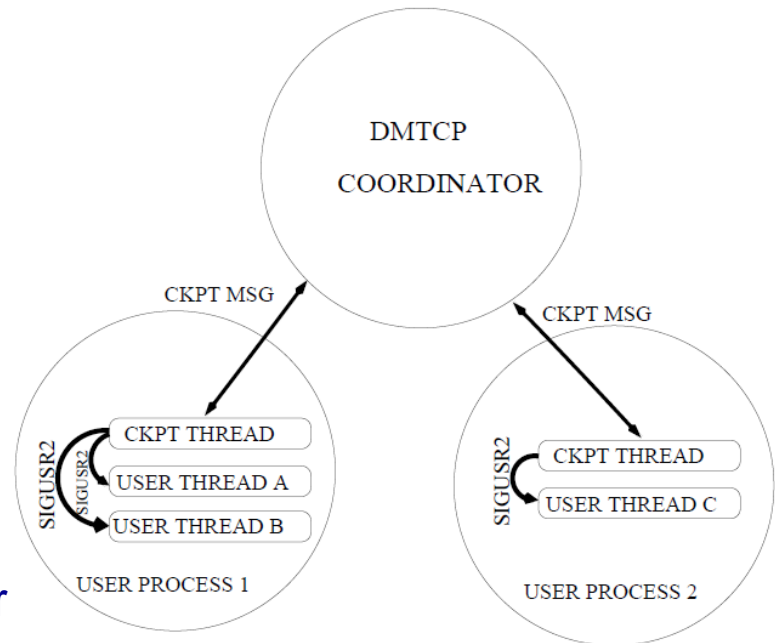 DMTCP
COORDINATOR
CKPT MSG
CKPT MSG
CKPT THREAD
SIGUSR2
SIGUSR2
USER THREAD A
USER THREAD B
USER PROCESS 1
CKPT THREAD
SIGUSR2
USER THREAD C
USER PROCESS 2
r